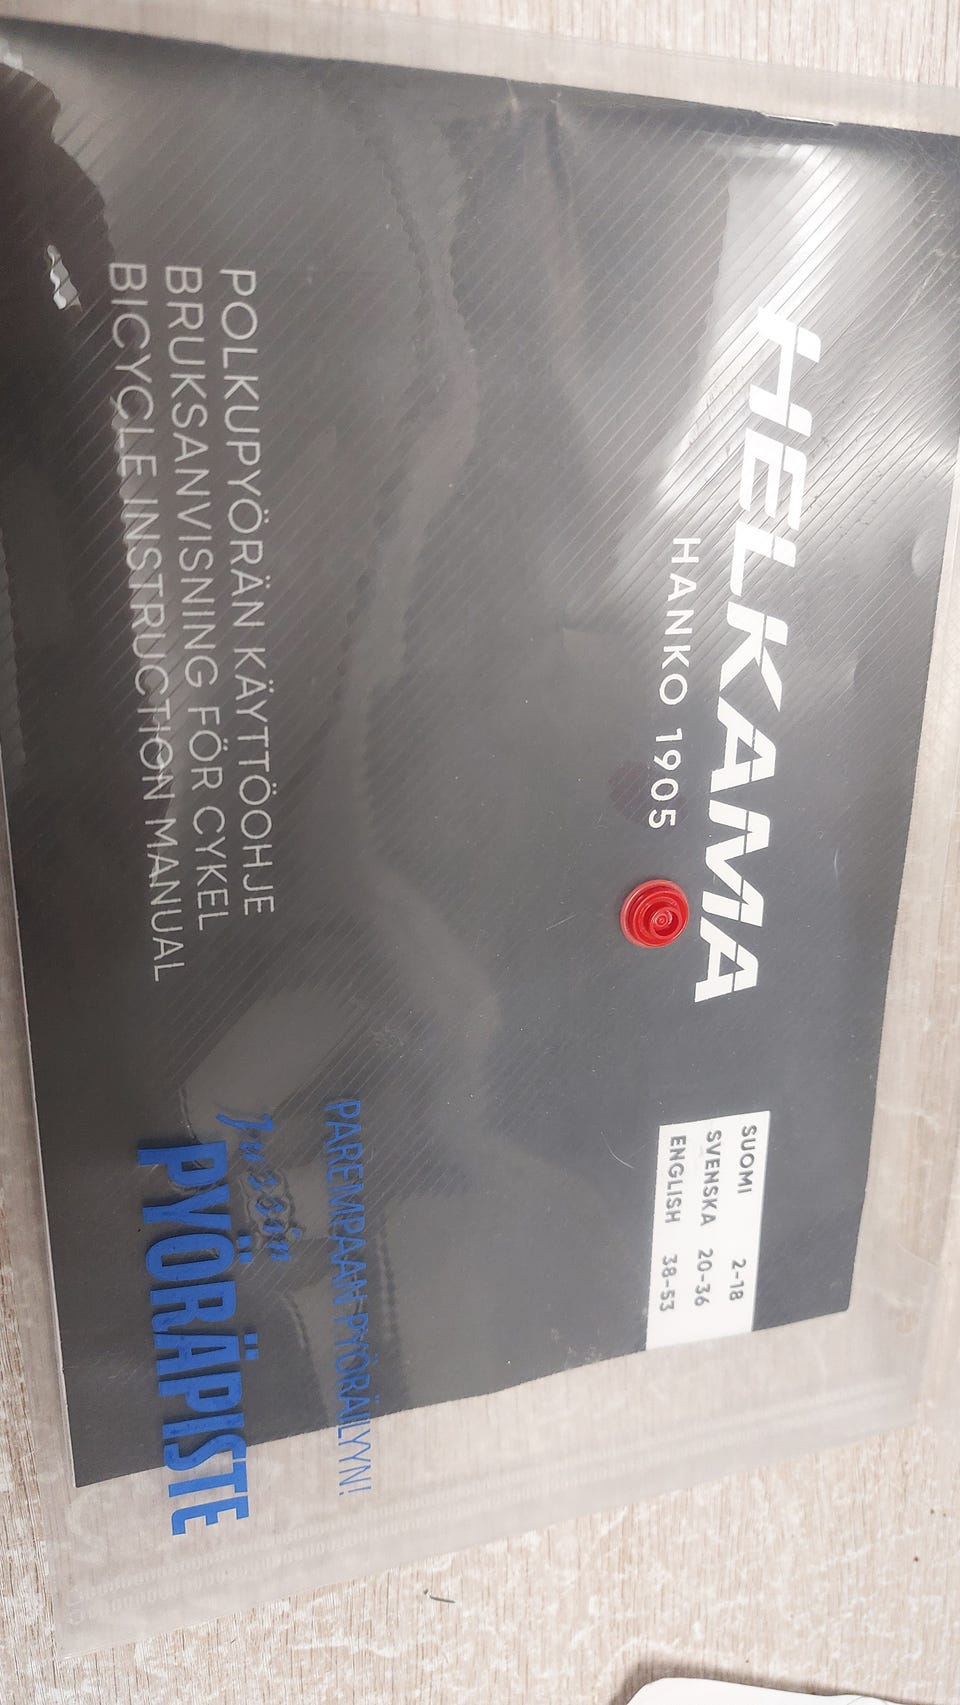 HELKAMA
HANKO 1905
SUOMI 2-18
SVENSKA 20-36
ENGLISH 38-53
POLKUPYÖRÄN KÄYTTÖOHJE
BRUKSANVISNING FÖR CYKEL
BICYCLE INSTRUCTION MANUAL
PAREMPAAN PYÖRÄILYYN!
Jussin
PYÖRÄPISTE